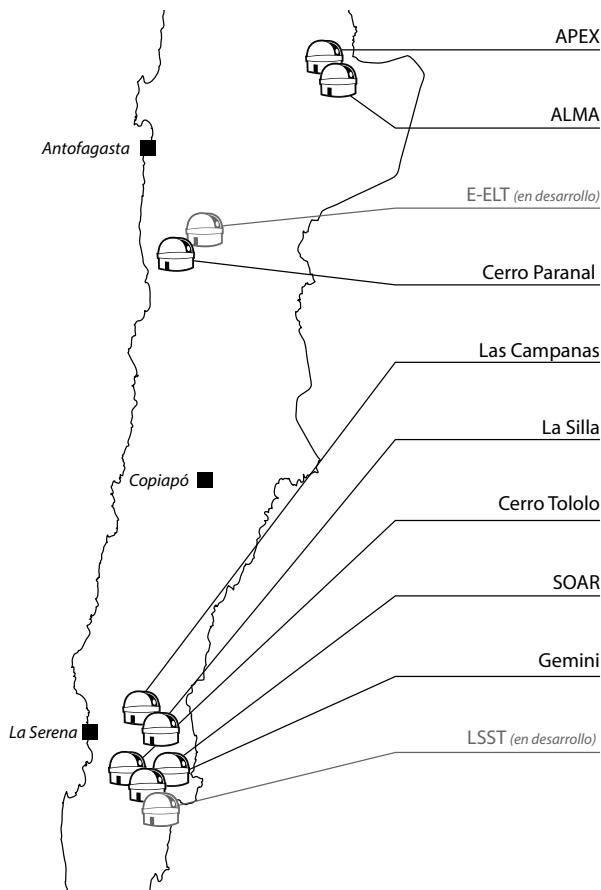 APEX
ALMA
Antofagasta
E-ELT (en desarrollo)
Cerro Paranal
Las Campanas
La Silla
Copiapó
Cerro Tololo
SOAR
Gemini
La Serena
LSST (en desarrollo)